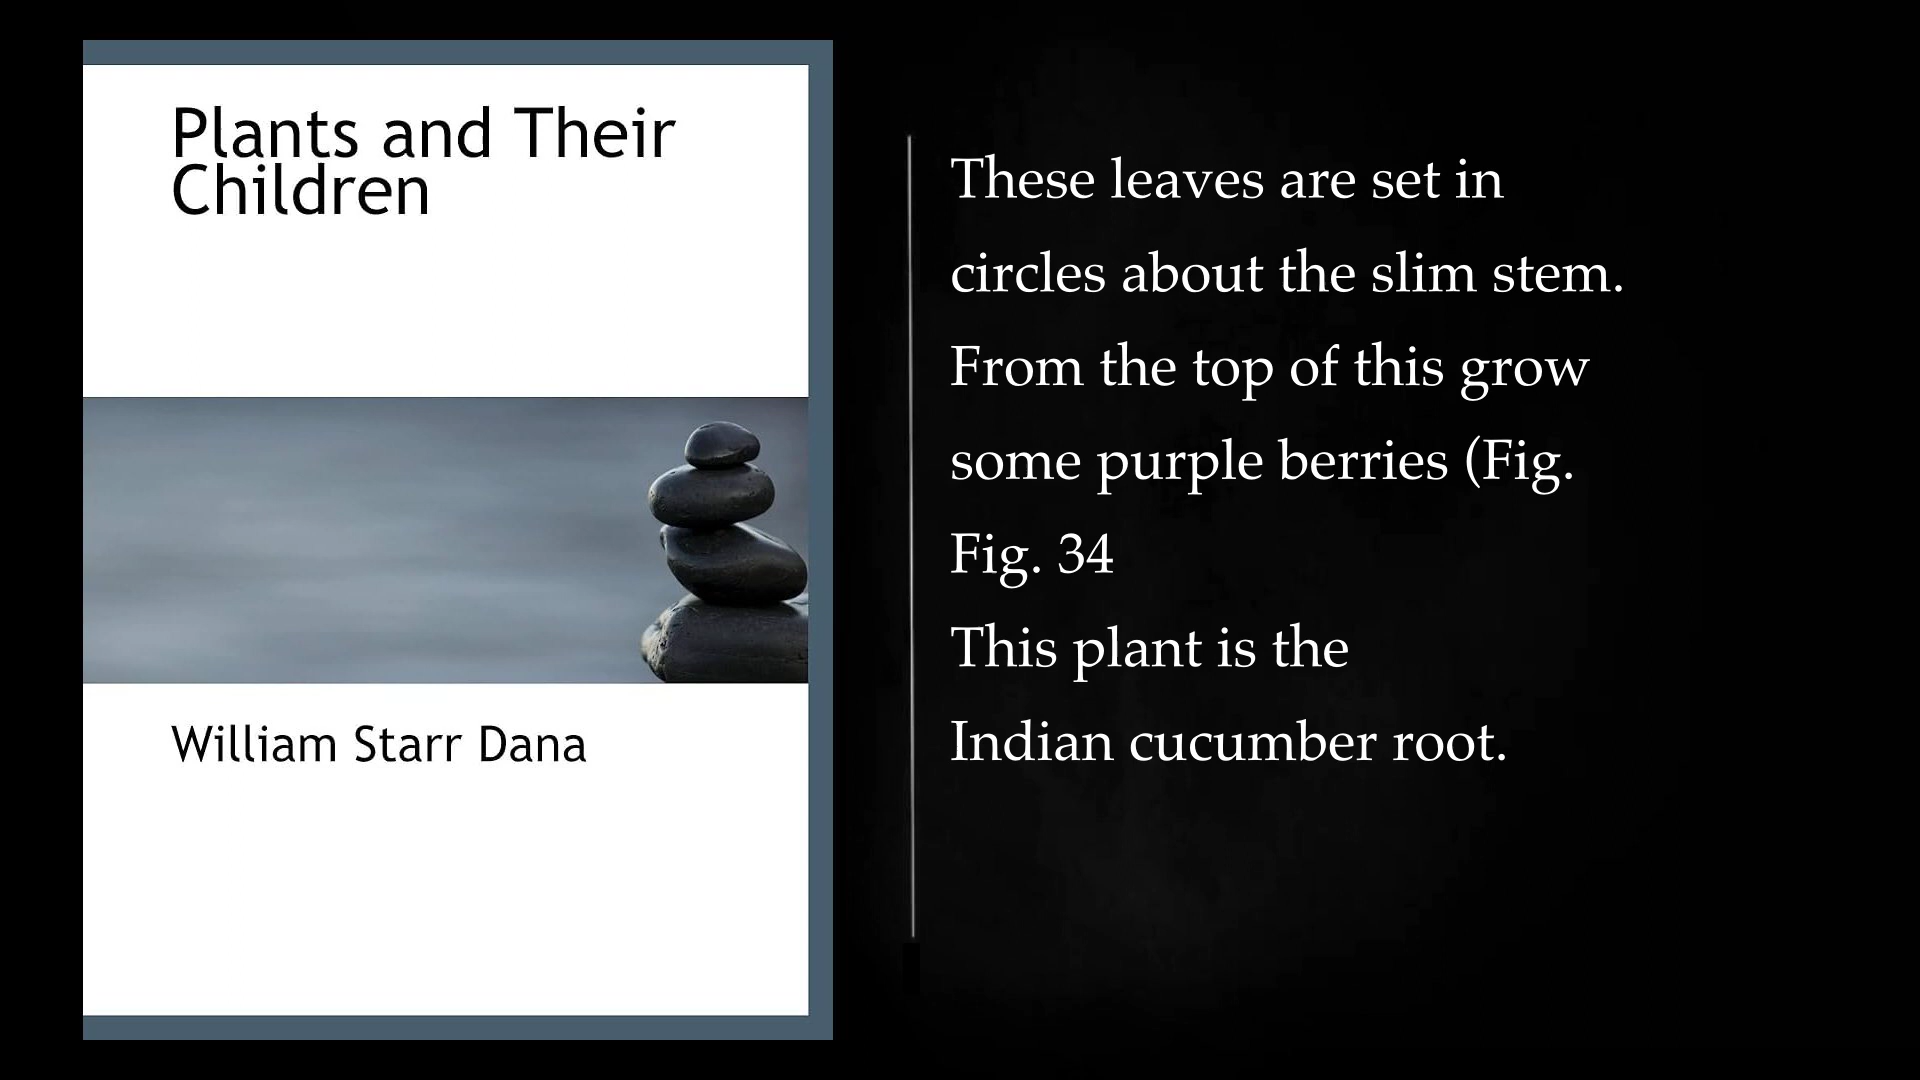 Plants and Their
Children
William Starr Dana
These leaves are set in
circles about the slim stem.
From the top of this grow
some purple berries (Fig.
Fig. 34
This plant is the
Indian cucumber root.